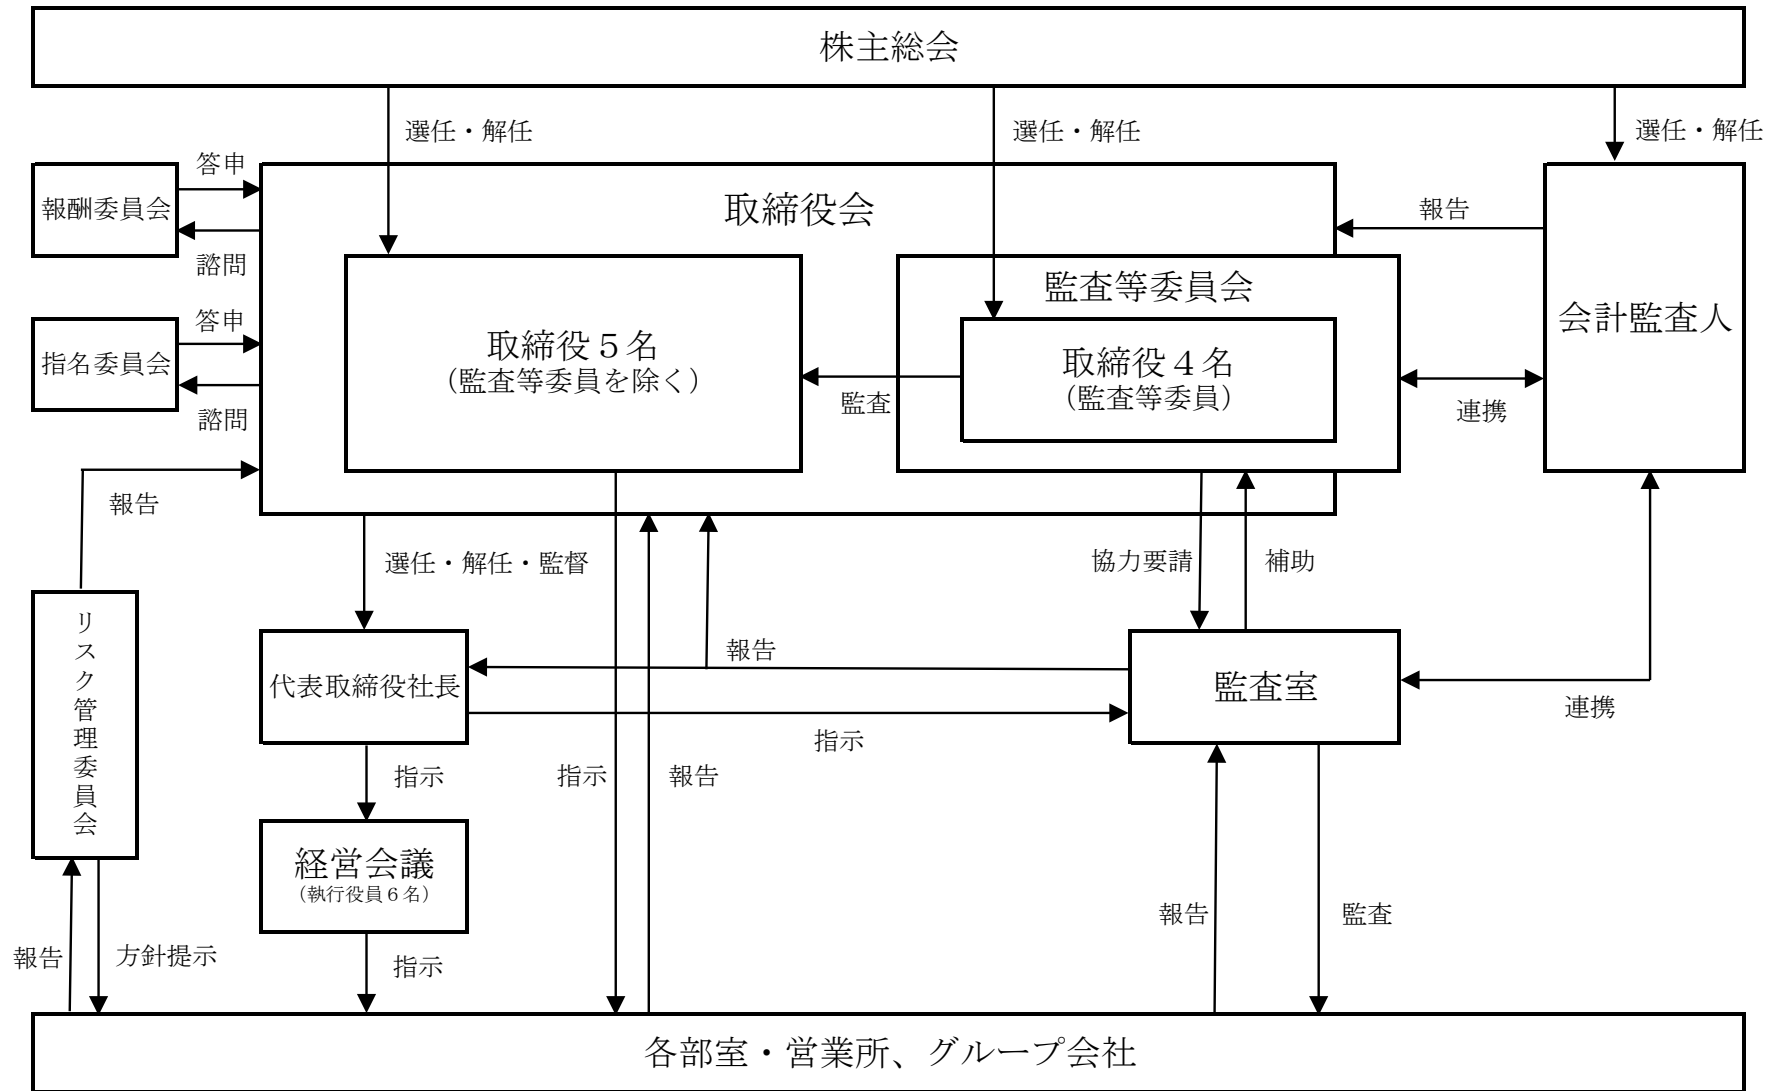 株主総会
選任・解任
選任・解任
選任・解任
報酬委員会
答申
諮問
取締役会
報告
会計監査人
指名委員会
答申
諮問
取締役５名
（監査等委員を除く）
監査
監査等委員会
取締役４名
（監査等委員）
連携
報告
選任・解任・監督
協力要請
補助
リスク管理委員会
代表取締役社長
報告
監査室
指示
連携
指示
指示
報告
経営会議
（執行役員６名）
報告
監査
報告
方針提示
指示
各部室・営業所、グループ会社